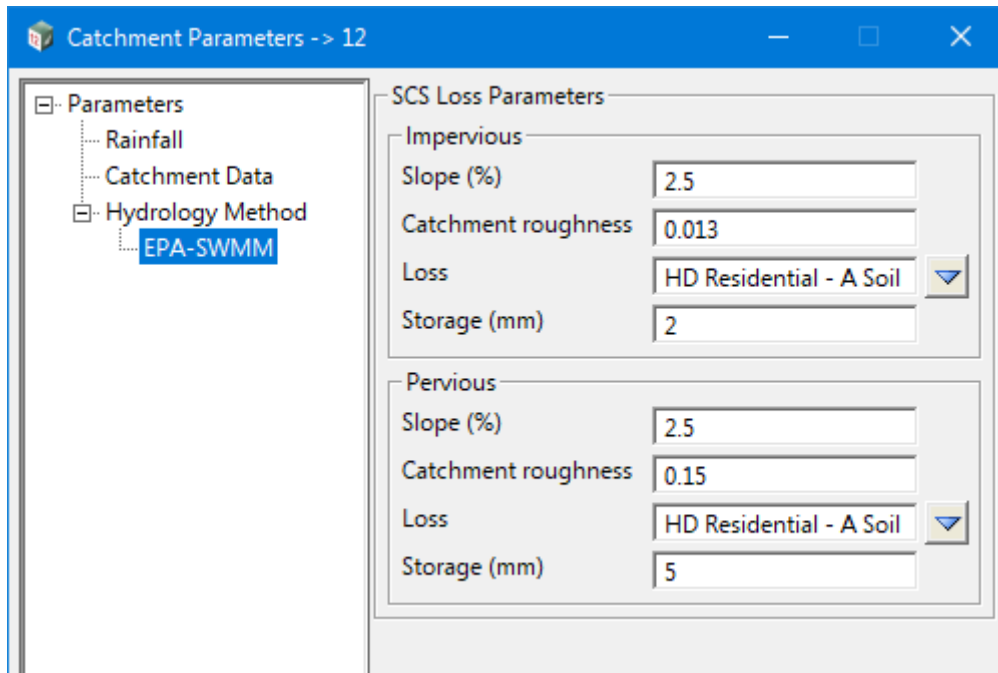 Catchment Parameters -> 12
Parameters
Rainfall
Catchment Data
Hydrology Method
EPA-SWMM
SCS Loss Parameters
Impervious
Slope (%) 2.5
Catchment roughness 0.013
Loss HD Residential - A Soil
Storage (mm) 2
Pervious
Slope (%) 2.5
Catchment roughness 0.15
Loss HD Residential - A Soil
Storage (mm) 5